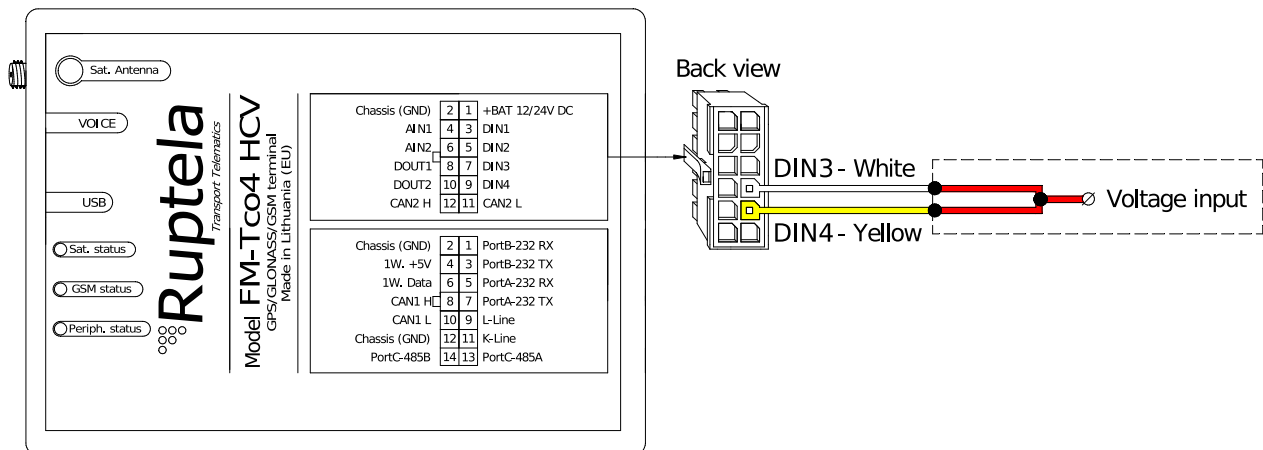 Sat. Antenna
VOICE
USB
Sat. status
GSM status
Periph. status
Ruptela
Transport Telematics
Model FM-Tco4 HCV
GPS/GLONASS/GSM terminal
Made in Lithuania (EU)
Chassis (GND) 2 1 +BAT 12/24V DC
AIN1 4 3 DIN1
AIN2 6 5 DIN2
DOUT1 8 7 DIN3
DOUT2 10 9 DIN4
CAN2 H 12 11 CAN2 L
Chassis (GND) 2 1 PortB-232 RX
1W. +5V 4 3 PortB-232 TX
1W. Data 6 5 PortA-232 RX
CAN1 H 8 7 PortA-232 TX
CAN1 L 10 9 L-Line
Chassis (GND) 12 11 K-Line
PortC-485B 14 13 PortC-485A
Back view
DIN3 - White
DIN4 - Yellow
Voltage input